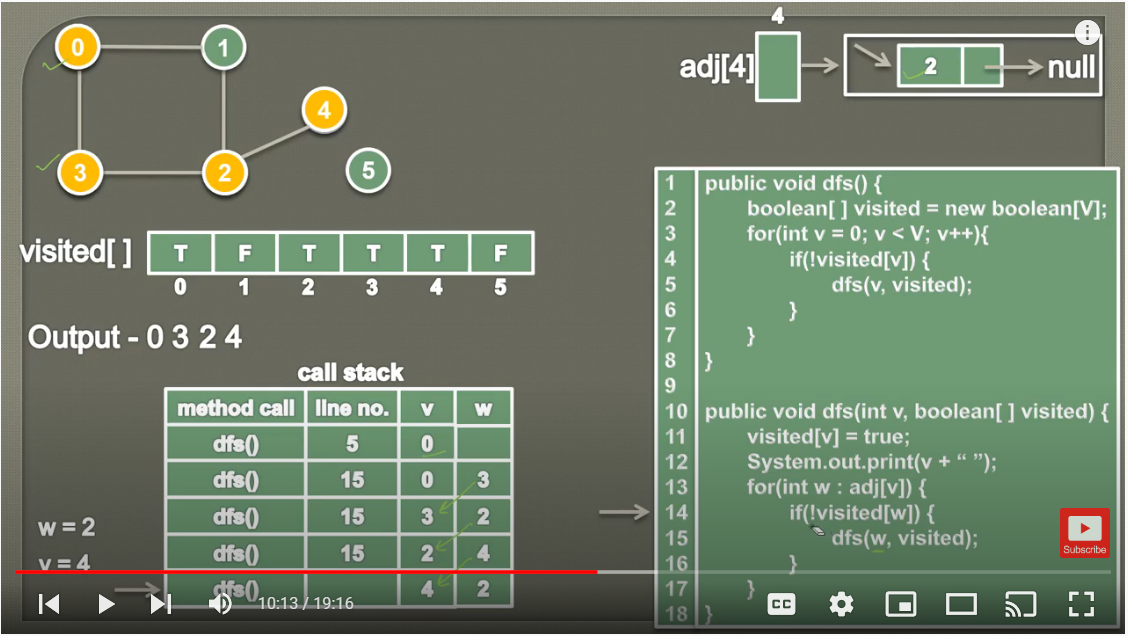 0
1
4
3
2
5
4
adj[4]
2
null
visited[ ]
T F T T T F
0 1 2 3 4 5
Output - 0 3 2 4
call stack
method call line no. v w
dfs() 5 0
dfs() 15 0 3
dfs() 15 3 2
dfs() 15 2 4
dfs() 4 2
w = 2
v = 4
1 public void dfs() {
2 boolean[ ] visited = new boolean[V];
3 for(int v = 0; v < V; v++){
4 if(!visited[v]) {
5 dfs(v, visited);
6 }
7 }
8 }
9
10 public void dfs(int v, boolean[ ] visited) {
11 visited[v] = true;
12 System.out.print(v + “ ”);
13 for(int w : adj[v]) {
14 if(!visited[w]) {
15 dfs(w, visited);
16 }
17 }
18 }
Subscribe
10:13 / 19:16
CC